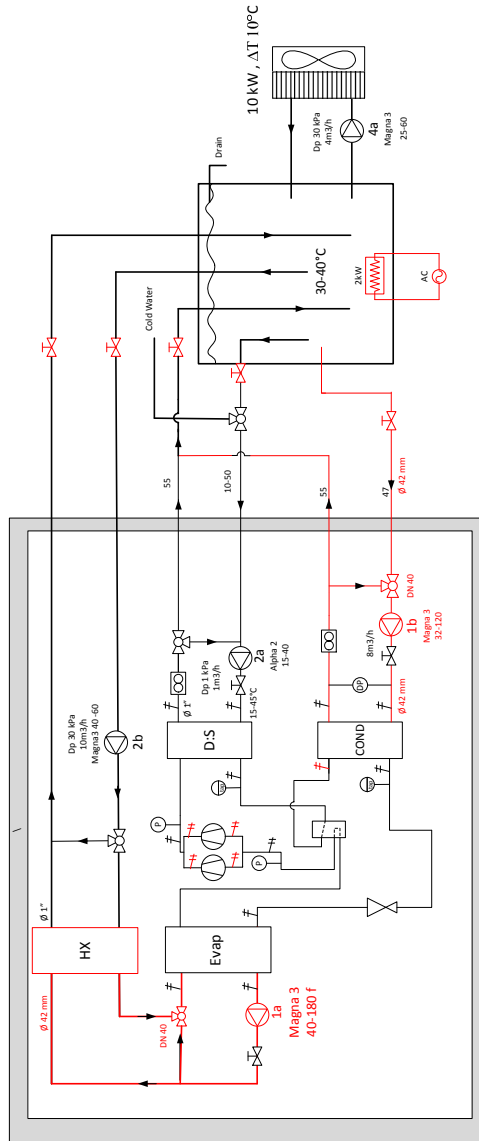 10 kW , ΔT 10°C
Dp 30 kPa
4m3/h
4a
Magna 3
25-60
Drain
30-40°C
2kW
AC
Cold Water
55
10-50
55
47
Ø 42 mm
Dp 30 kPa
10m3/h
Magna3 40 -60
2b
Ø 1"
Dp 1 kPa
1m3/h
2a
Alpha 2
15-40
15-45°C
DN 40
1b
Magna 3
32-120
8m3/h
DP
Ø 42 mm
D:S
COND
P
P
HX
Ø 1"
Ø 42 mm
Evap
DN 40
1a
Magna 3
40-180 f